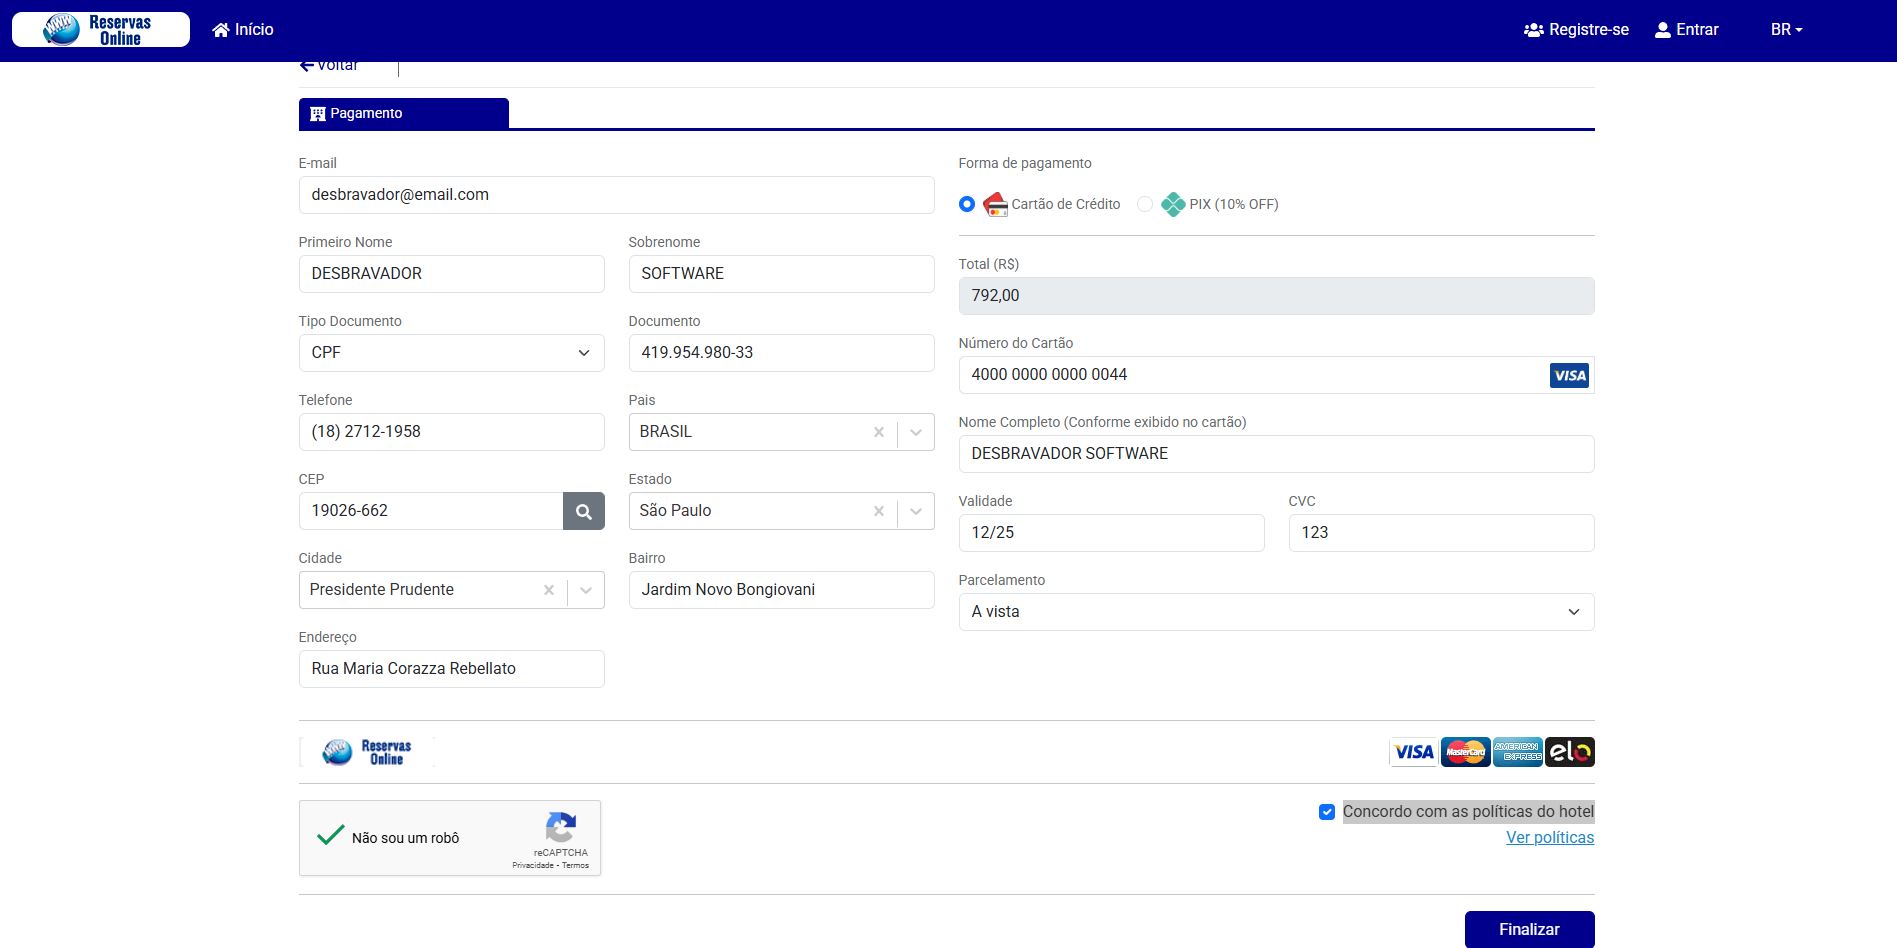 Reservas
Online
Início
Registre-se
Entrar
BR
Voltar
Pagamento
E-mail
desbravador@email.com
Primeiro Nome
Sobrenome
DESBRAVADOR
SOFTWARE
Tipo Documento
Documento
CPF
419.954.980-33
Telefone
Pais
(18) 2712-1958
BRASIL
CEP
Estado
19026-662
São Paulo
Cidade
Bairro
Presidente Prudente
Jardim Novo Bongiovani
Endereço
Rua Maria Corazza Rebellato
Forma de pagamento
Cartão de Crédito
PIX (10% OFF)
Total (R$)
792,00
Número do Cartão
4000 0000 0000 0044
VISA
Nome Completo (Conforme exibido no cartão)
DESBRAVADOR SOFTWARE
Validade
CVC
12/25
123
Parcelamento
A vista
Reservas
Online
VISA
MasterCard
AMERICAN
EXPRESS
elo
Não sou um robô
reCAPTCHA
Privacidade - Termos
Concordo com as políticas do hotel
Ver políticas
Finalizar